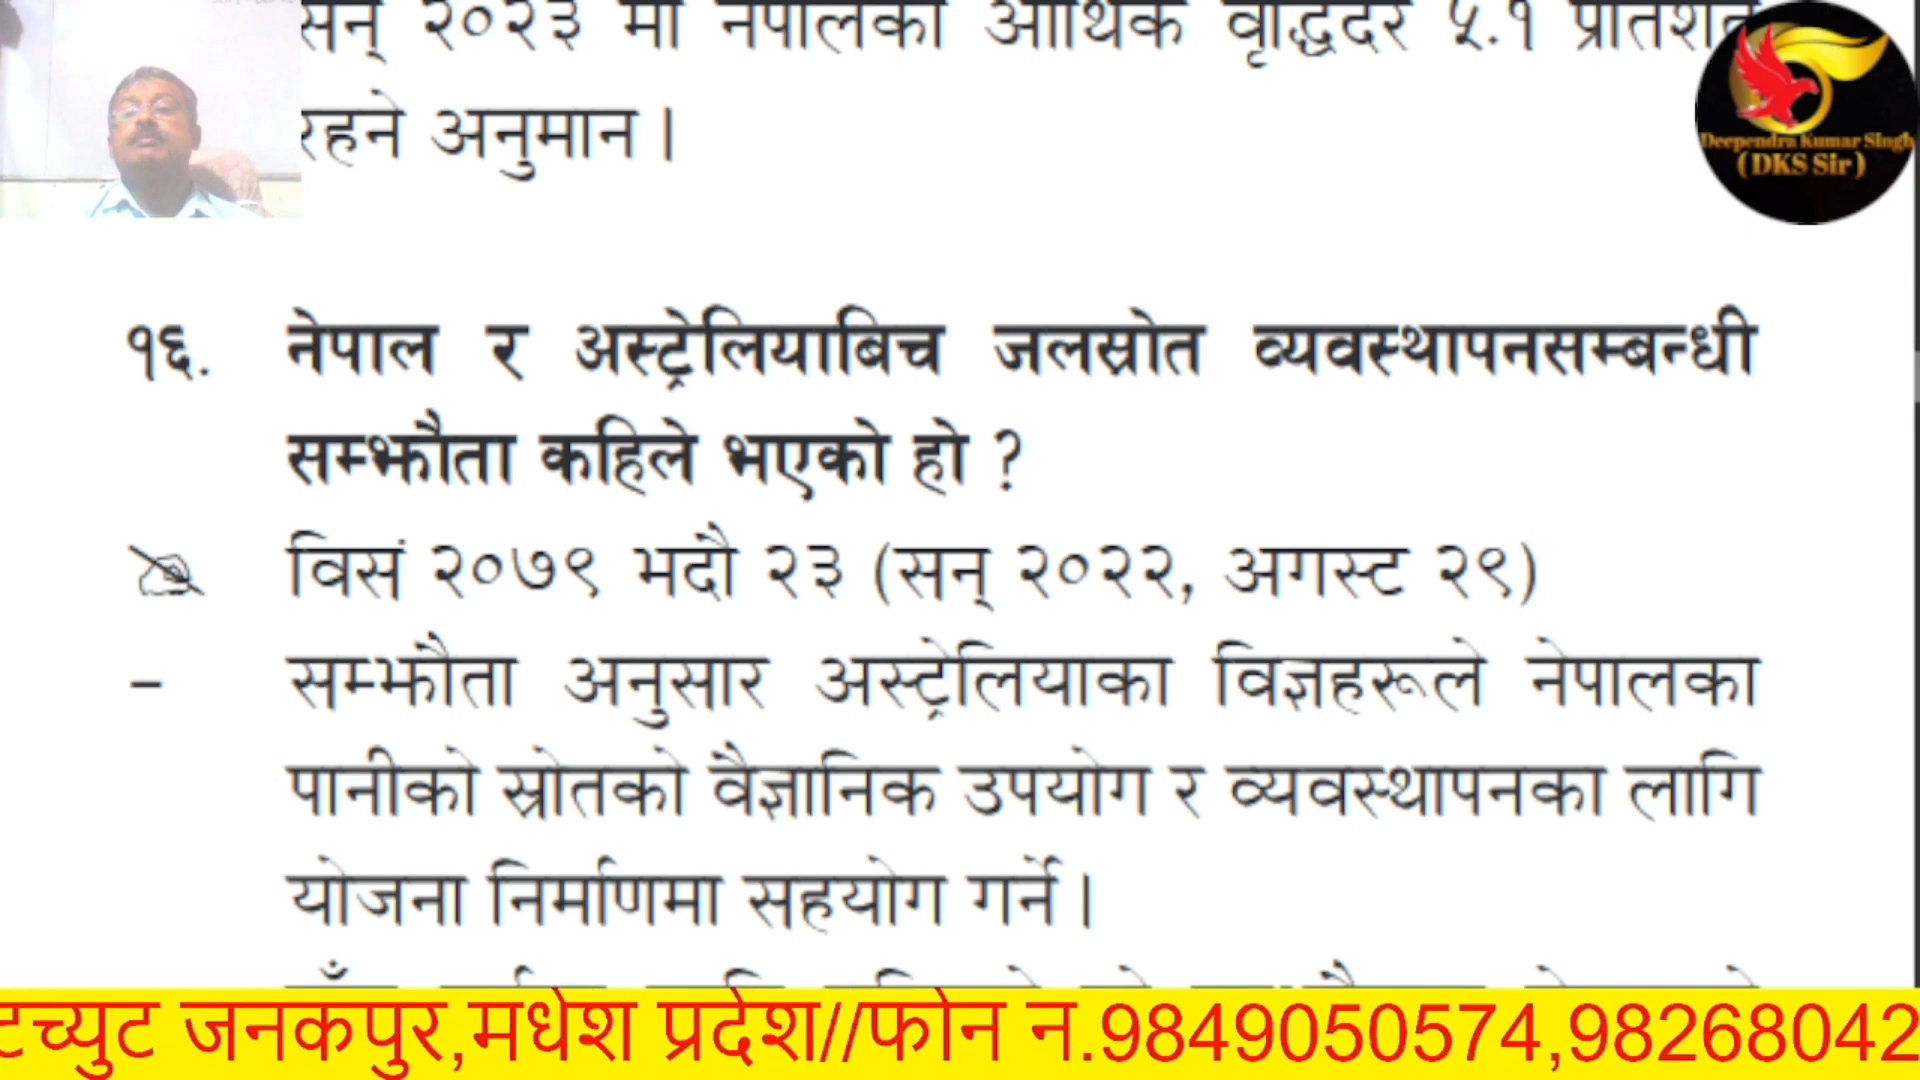 सन् २०२३ मा नेपालको आर्थिक वृद्धिदर ५.१ प्रतिशत
रहने अनुमान ।
Deependra Kumar Singh
(DKS Sir)
१६. नेपाल र अस्ट्रेलियाबिच जलस्रोत व्यवस्थापनसम्बन्धी
सम्झौता कहिले भएको हो ?
विसं २०७९ भदौ २३ (सन् २०२२, अगस्ट २९)
– सम्झौता अनुसार अस्ट्रेलियाका विज्ञहरूले नेपालका
पानीको स्रोतको वैज्ञानिक उपयोग र व्यवस्थापनका लागि
योजना निर्माणमा सहयोग गर्ने ।
टच्युट जनकपुर,मधेश प्रदेश//फोन न.9849050574,98268042